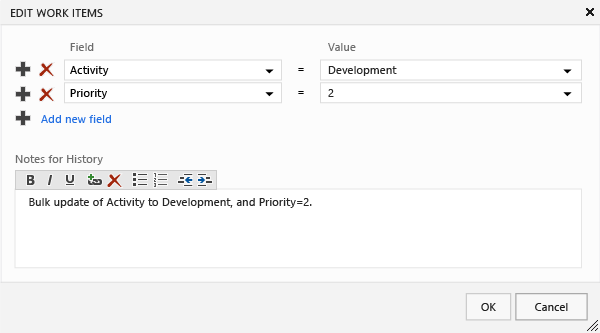 EDIT WORK ITEMS
Field Value
Activity = Development
Priority = 2
Add new field
Notes for History
B I U
Bulk update of Activity to Development, and Priority=2.
OK Cancel